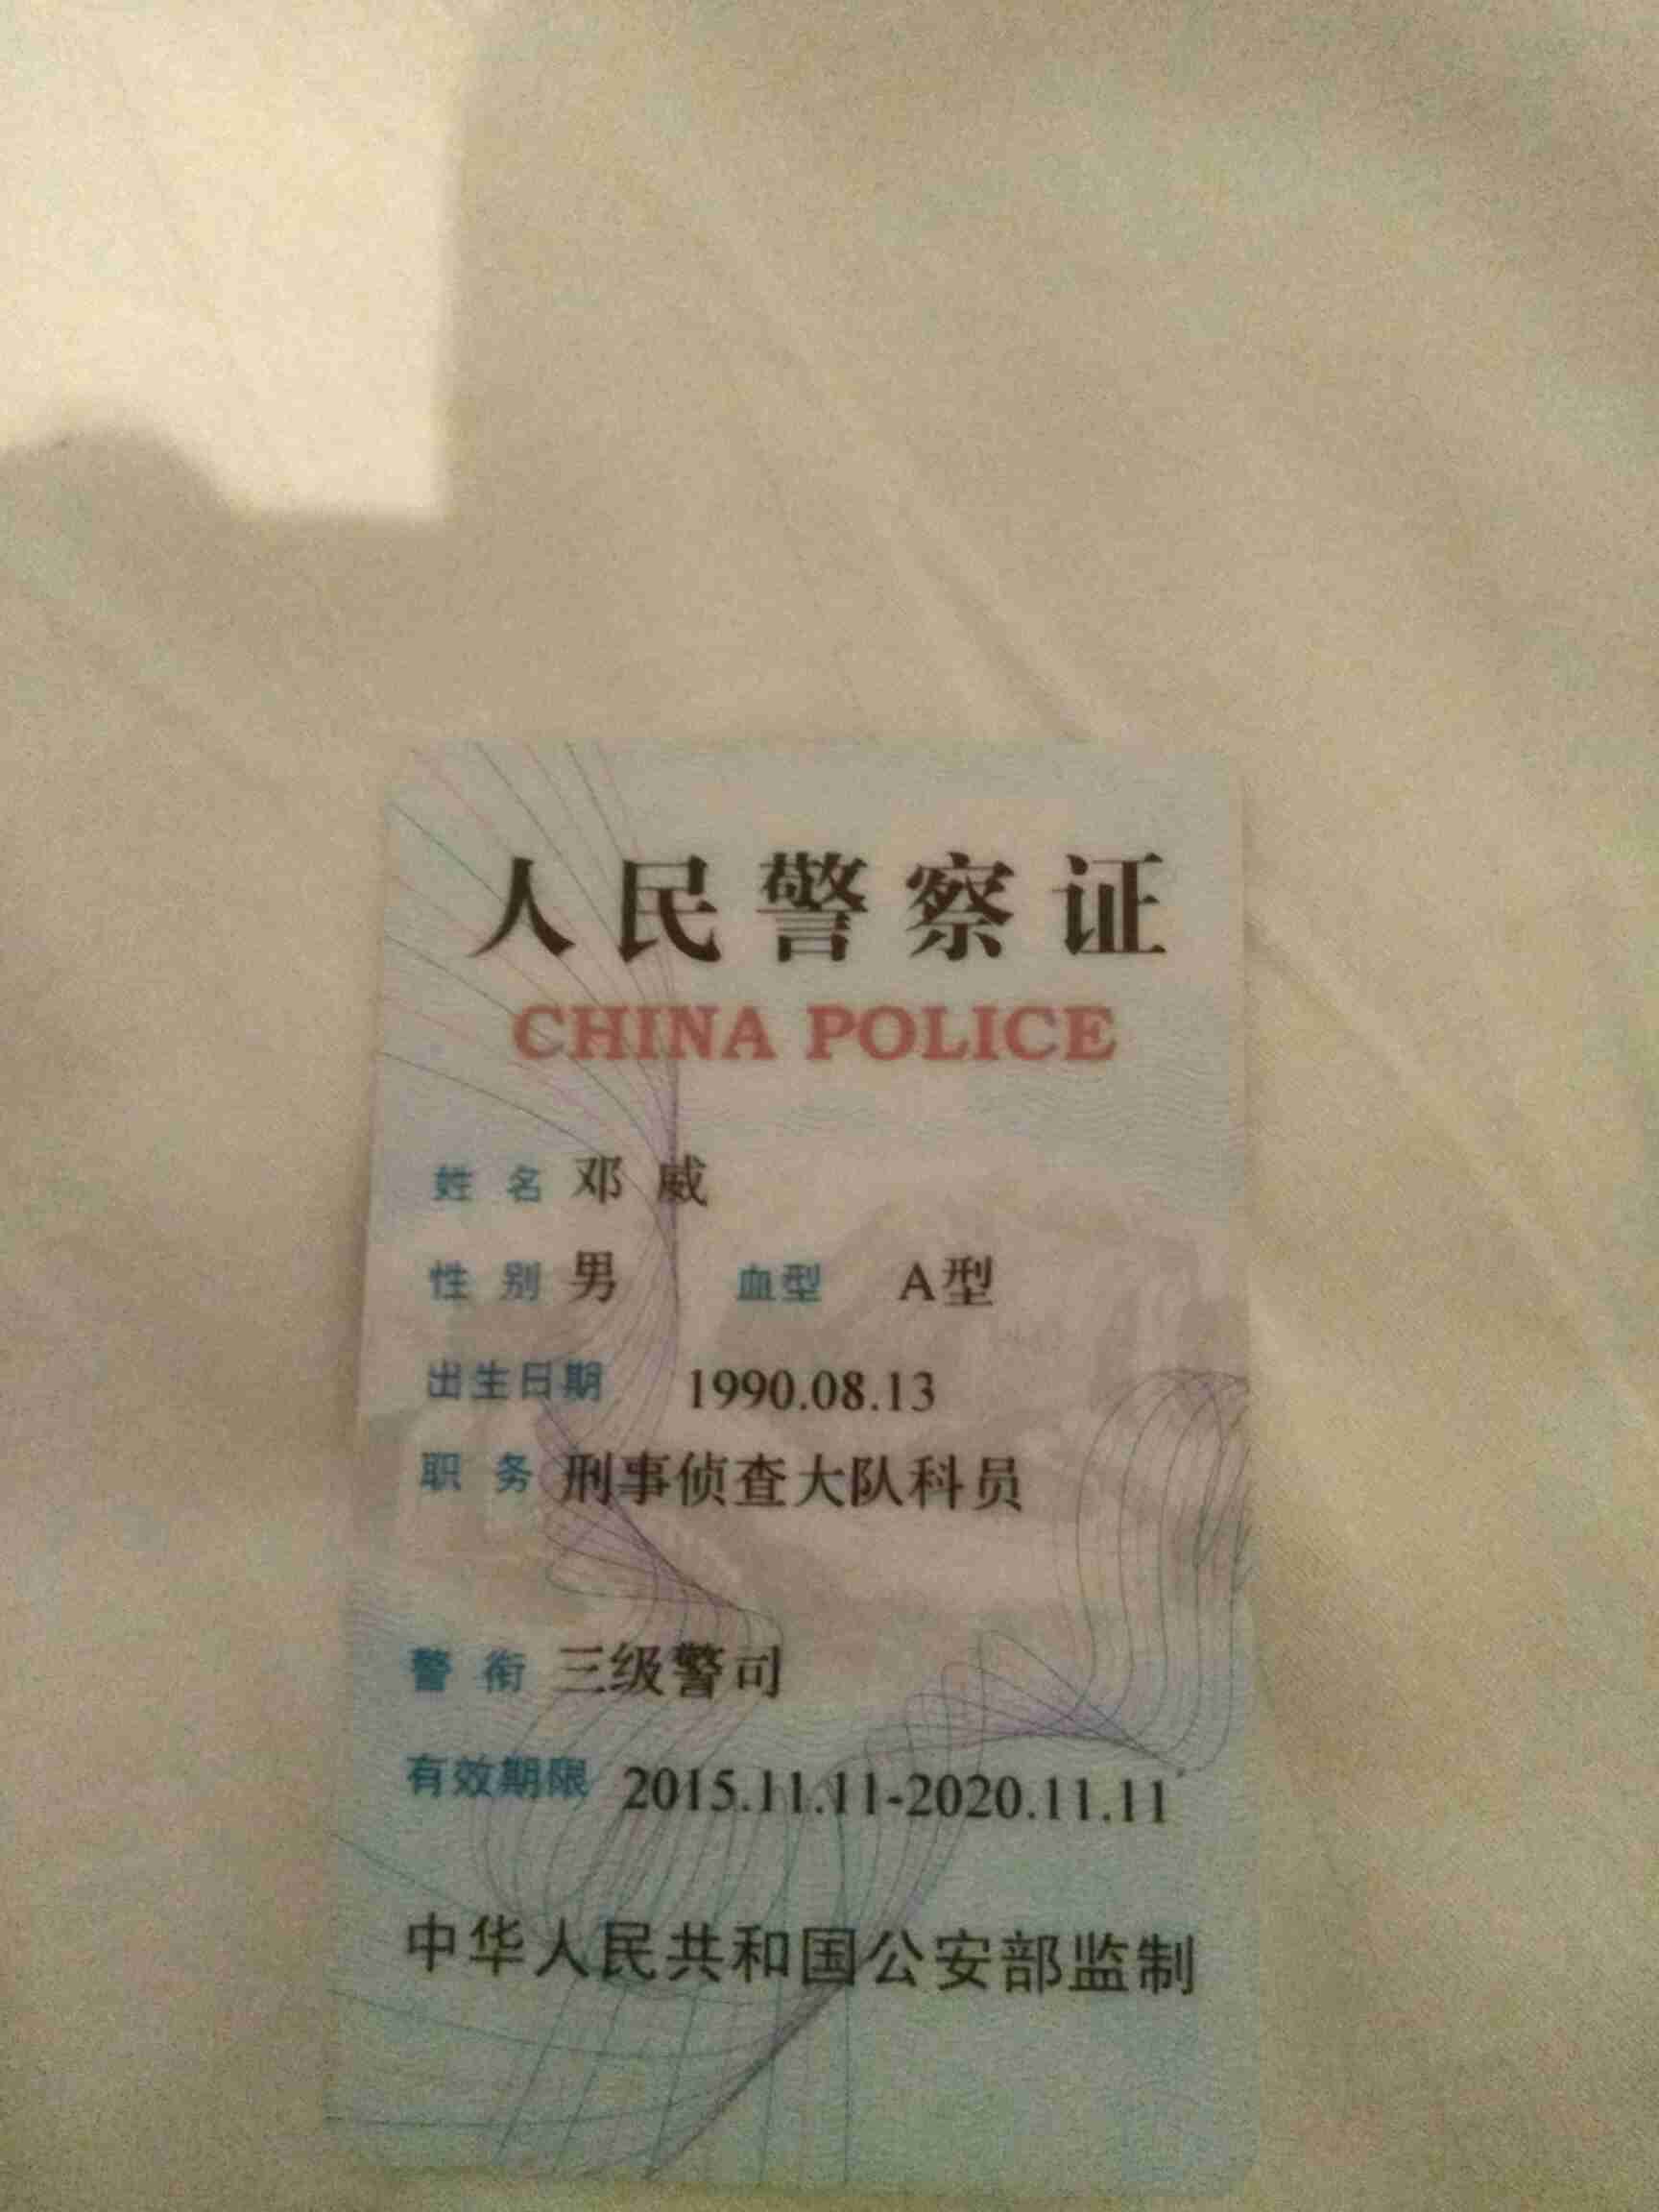 人民警察证
CHINA POLICE
姓名 邓威
性别 男 血型 A型
出生日期 1990.08.13
职务 刑事侦查大队科员
警衔 三级警司
有效期限 2015.11.11-2020.11.11
中华人民共和国公安部监制